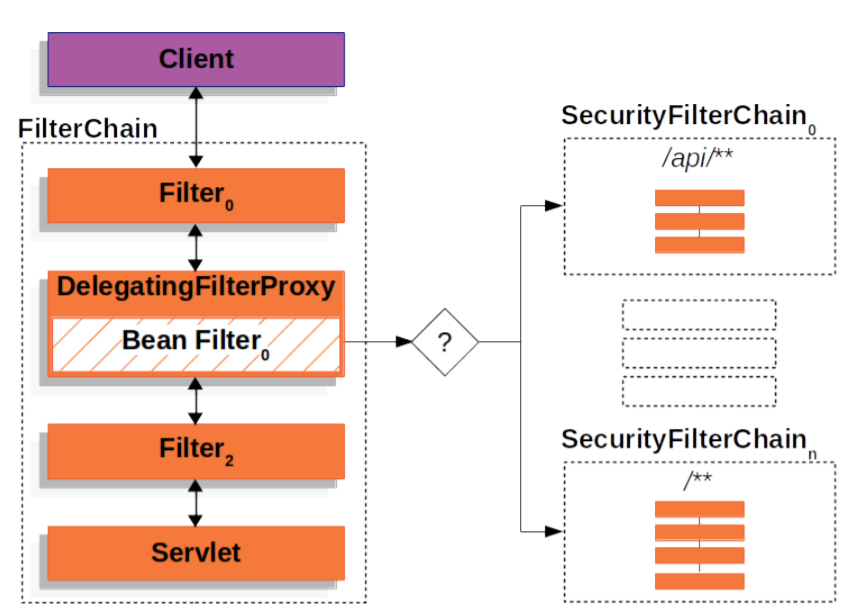 Client
FilterChain
Filter0
DelegatingFilterProxy
Bean Filter0
Filter2
Servlet
?
SecurityFilterChain0
/api/**
SecurityFilterChainn
/**